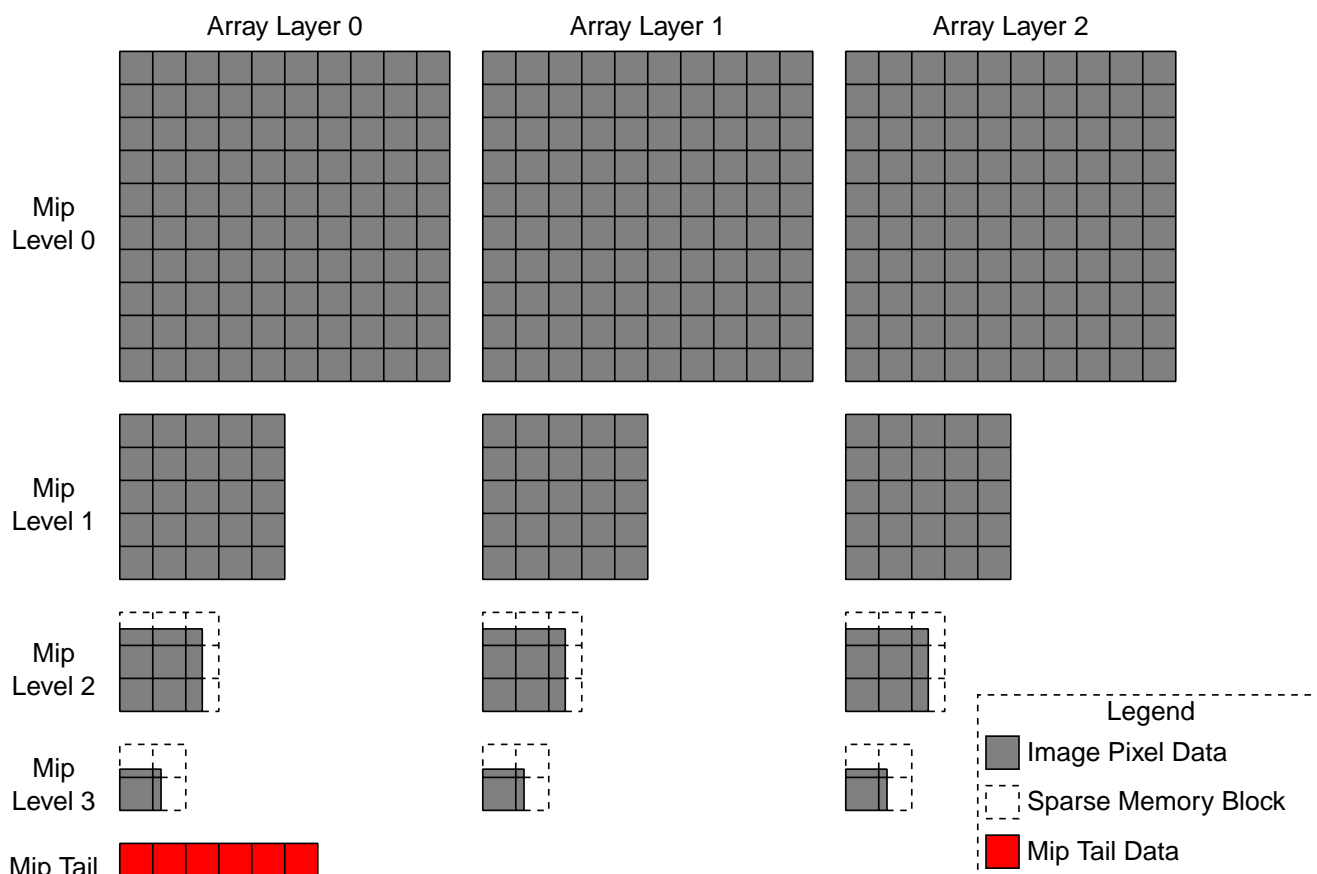 Array Layer 0
Array Layer 1
Array Layer 2
Mip
Level 0
Mip
Level 1
Mip
Level 2
Mip
Level 3
Mip Tail
Legend
Image Pixel Data
Sparse Memory Block
Mip Tail Data